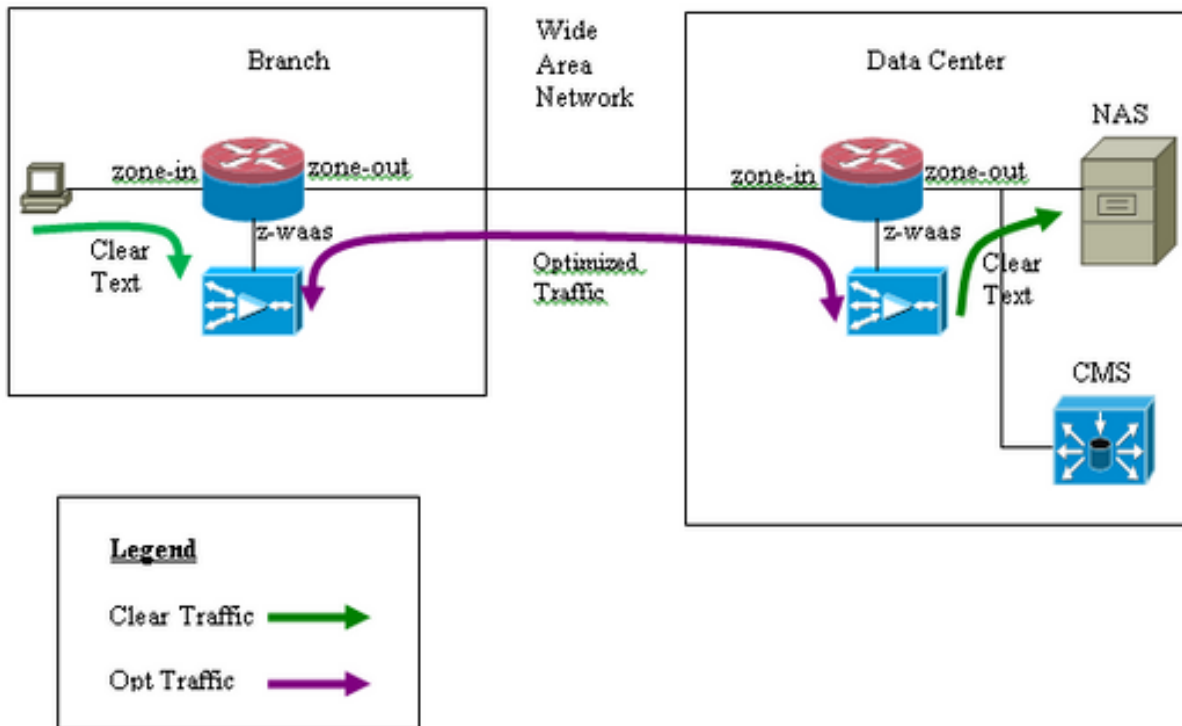 Branch
Wide
Area
Network
Data Center
NAS
zone-in
zone-out
zone-in
zone-out
z-waas
z-waas
Clear
Text
Optimized
Traffic
Clear
Text
CMS
Legend
Clear Traffic
Opt Traffic